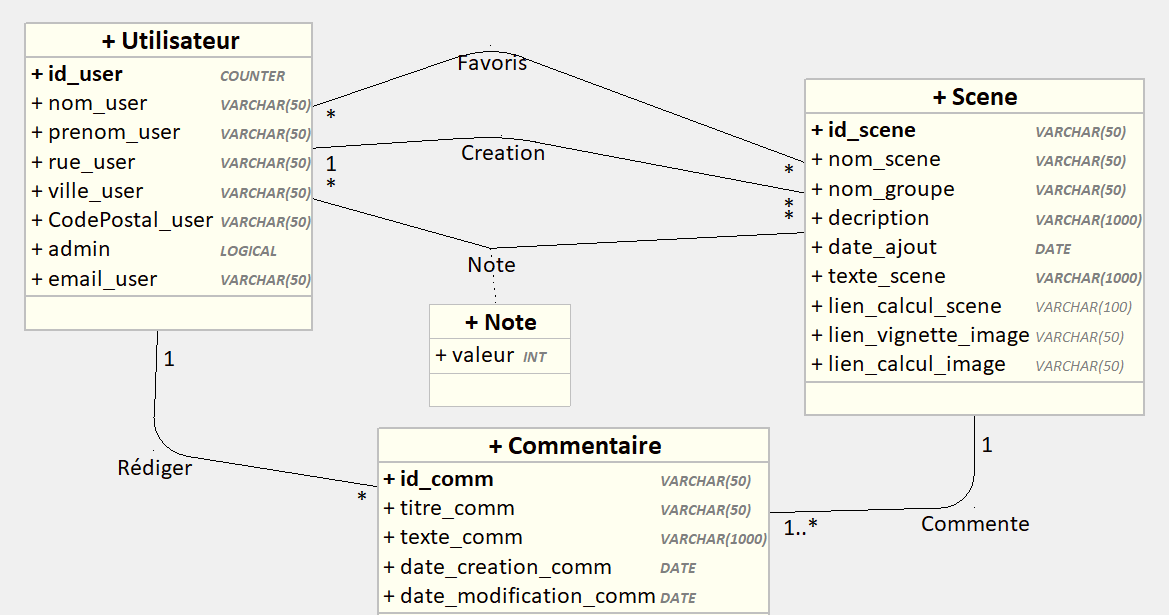 + Utilisateur
+ id_user COUNTER
+ nom_user VARCHAR(50)
+ prenom_user VARCHAR(50)
+ rue_user VARCHAR(50)
+ ville_user VARCHAR(50)
+ CodePostal_user VARCHAR(50)
+ admin LOGICAL
+ email_user VARCHAR(50)
Favoris
*
*
Creation
1
*
Note
*
*
+ Scene
+ id_scene VARCHAR(50)
+ nom_scene VARCHAR(50)
+ nom_groupe VARCHAR(50)
+ decription VARCHAR(1000)
+ date_ajout DATE
+ texte_scene VARCHAR(1000)
+ lien_calcul_scene VARCHAR(100)
+ lien_vignette_image VARCHAR(50)
+ lien_calcul_image VARCHAR(50)
+ Note
+ valeur INT
1
Rédiger
*
+ Commentaire
+ id_comm VARCHAR(50)
+ titre_comm VARCHAR(50)
+ texte_comm VARCHAR(1000)
+ date_creation_comm DATE
+ date_modification_comm DATE
1
1..*
Commente